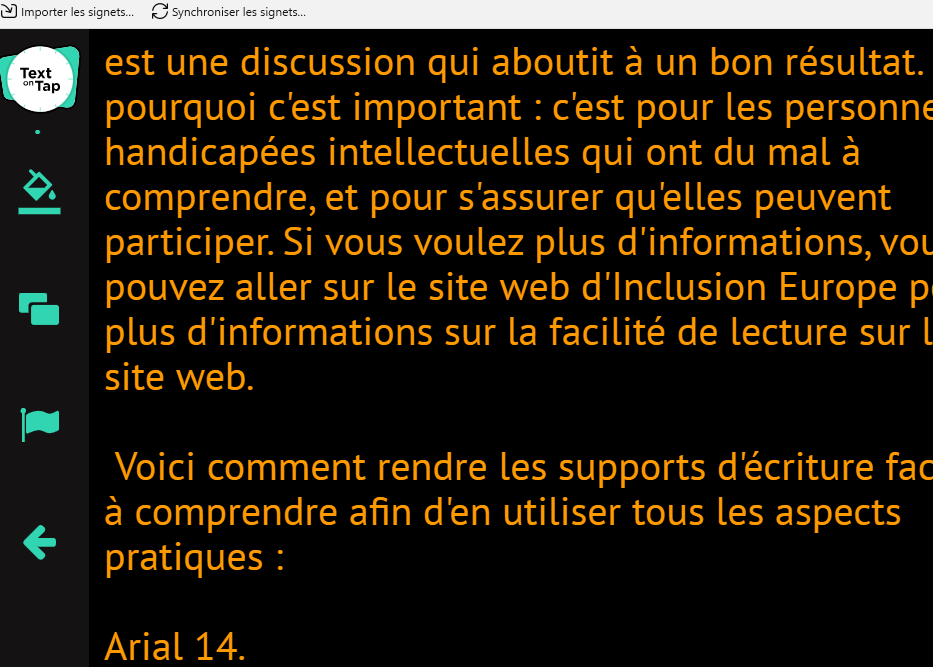 Importer les signets... Synchroniser les signets...
Text
on Tap
est une discussion qui aboutit à un bon résultat.
pourquoi c'est important : c'est pour les personne
handicapées intellectuelles qui ont du mal à
comprendre, et pour s'assurer qu'elles peuvent
participer. Si vous voulez plus d'informations, vou
pouvez aller sur le site web d'Inclusion Europe p
plus d'informations sur la facilité de lecture sur l
site web.
Voici comment rendre les supports d'écriture fac
à comprendre afin d'en utiliser tous les aspects
pratiques :
Arial 14.